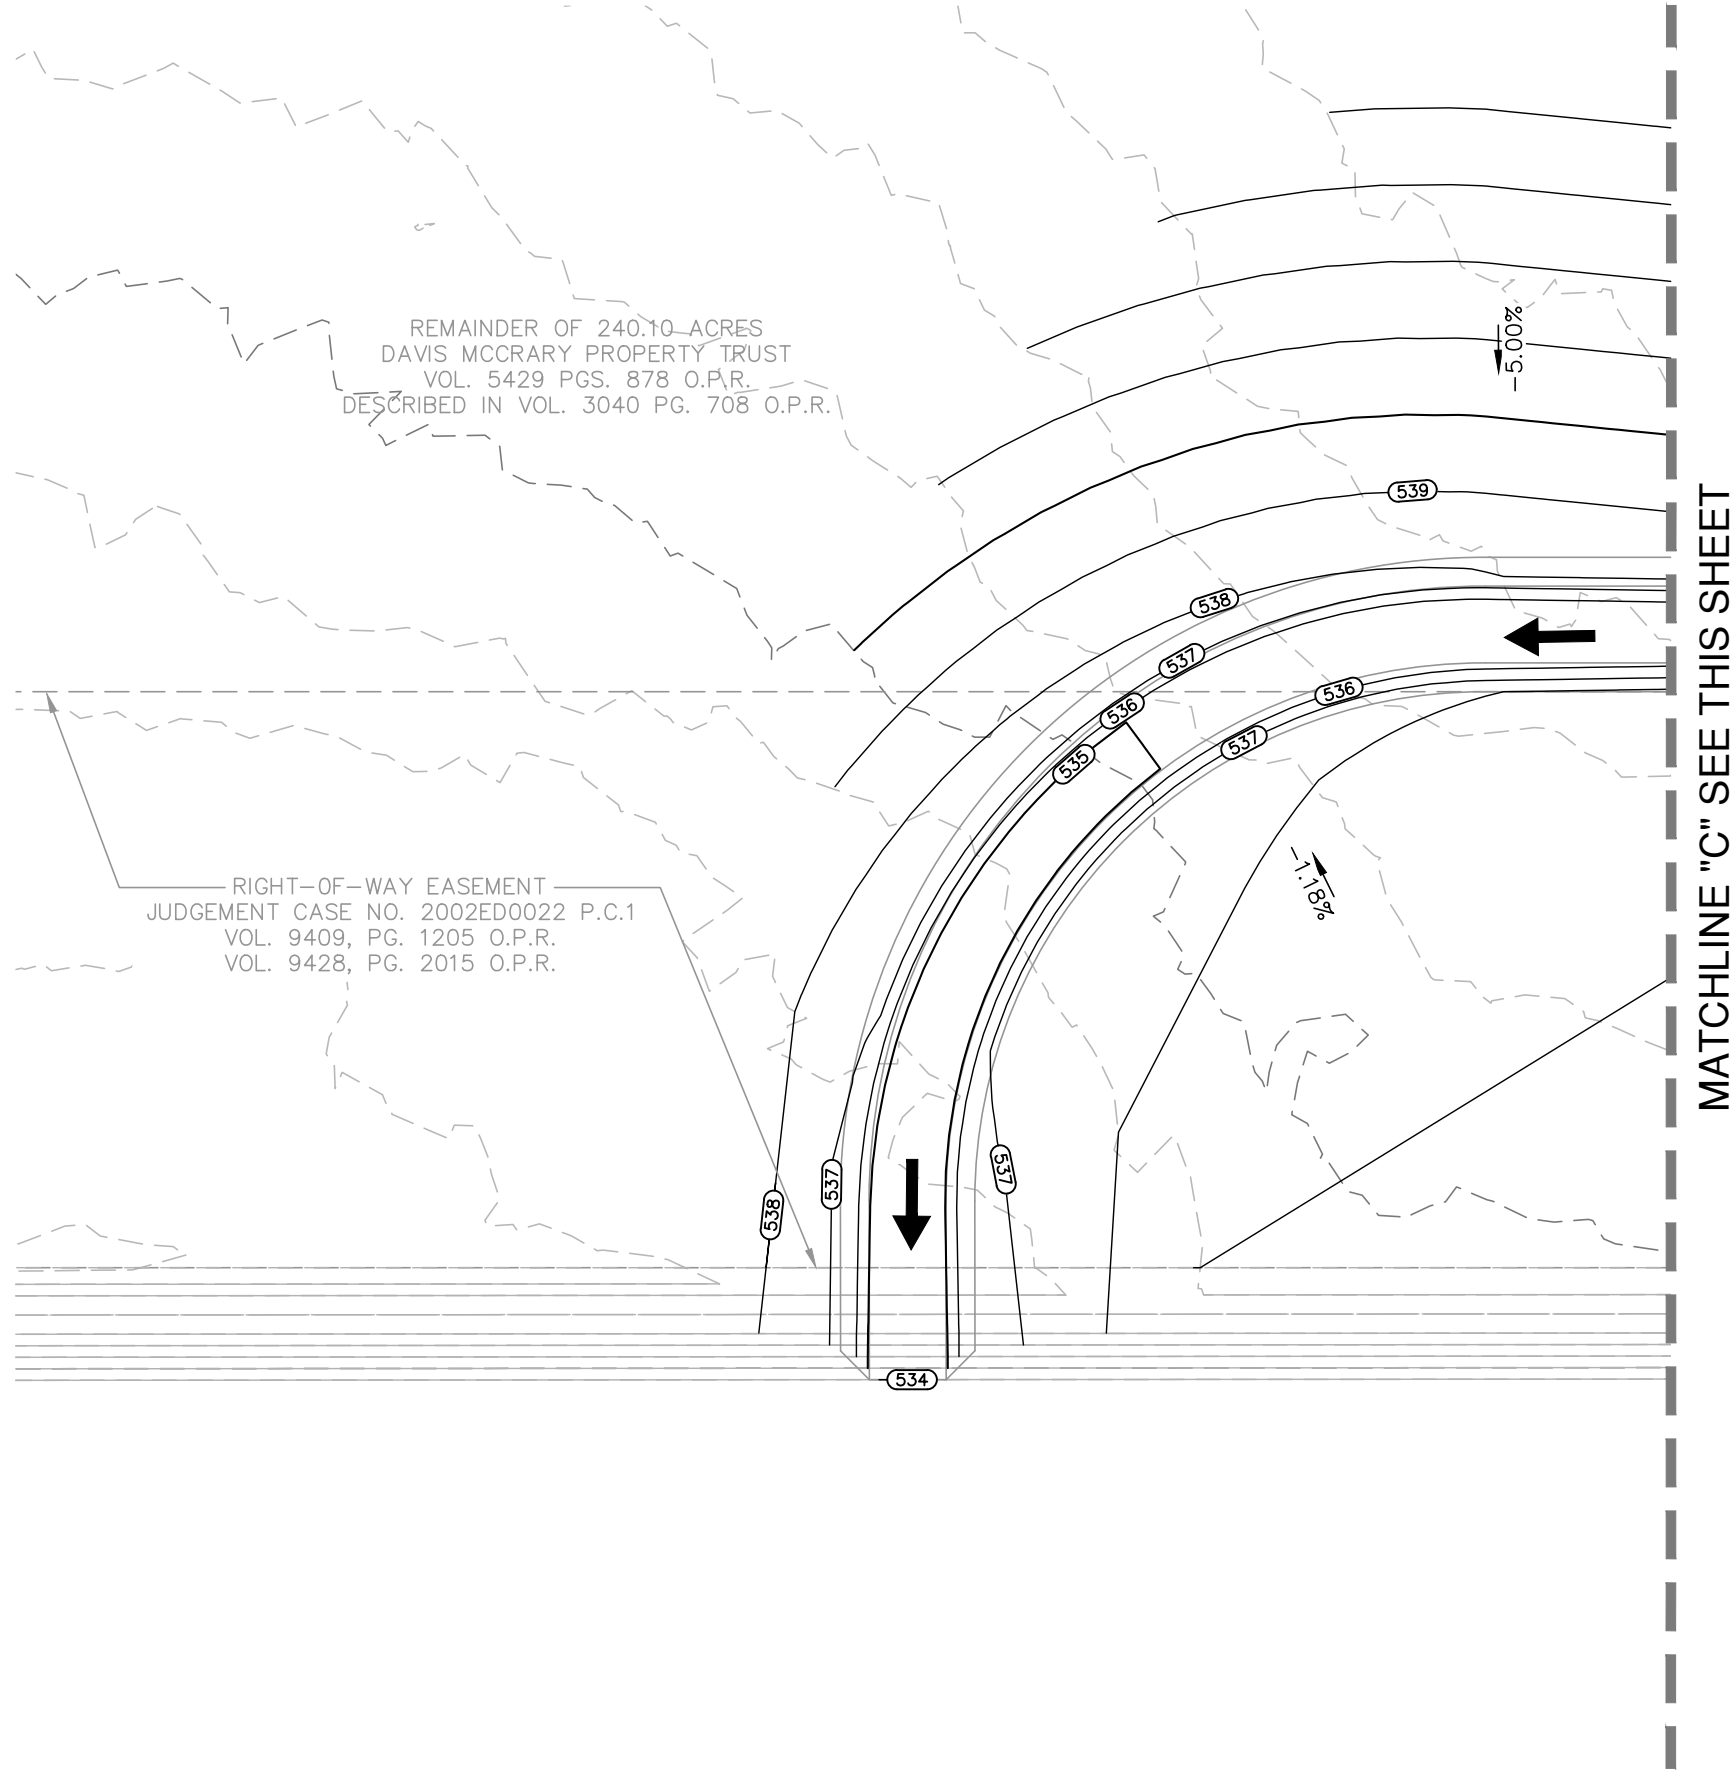 REMAINDER OF 240.10 ACRES
DAVIS MCCRARY PROPERTY TRUST
VOL. 5429 PGS. 878 O.P.R.
DESCRIBED IN VOL. 3040 PG. 708 O.P.R.
-5.00%
539
538
537
536
536
535
537
MATCHLINE "C" SEE THIS SHEET
-1.18%
RIGHT-OF-WAY EASEMENT
JUDGEMENT CASE NO. 2002ED0022 P.C.1
VOL. 9409, PG. 1205 O.P.R.
VOL. 9428, PG. 2015 O.P.R.
537
537
538
534